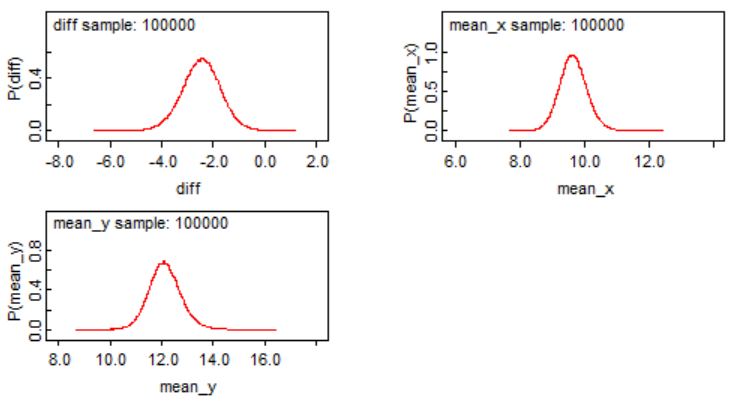 diff sample: 100000
P(diff)
0.0 0.4
-8.0 -6.0 -4.0 -2.0 0.0 2.0
diff
mean_x sample: 100000
P(mean_x)
0.0 0.5 1.0
6.0 8.0 10.0 12.0
mean_x
mean_y sample: 100000
P(mean_y)
0.0 0.4 0.8
8.0 10.0 12.0 14.0 16.0
mean_y